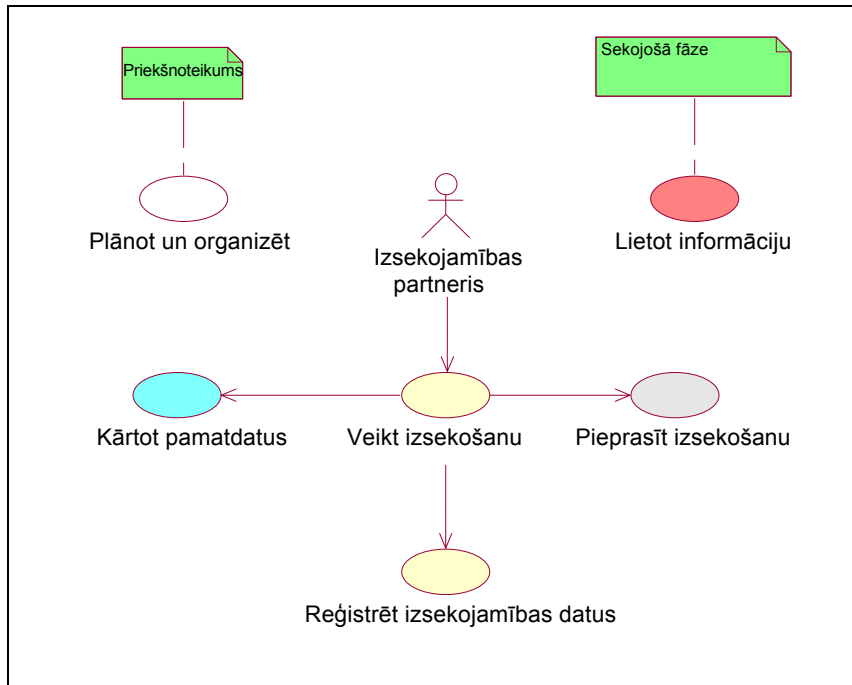 Priekšnoteikums
Sekojošā fāze
Plānot un organizēt
Lietot informāciju
Izsekojamības
partneris
Kārtot pamatdatus
Veikt izsekošanu
Pieprasīt izsekošanu
Reģistrēt izsekojamības datus